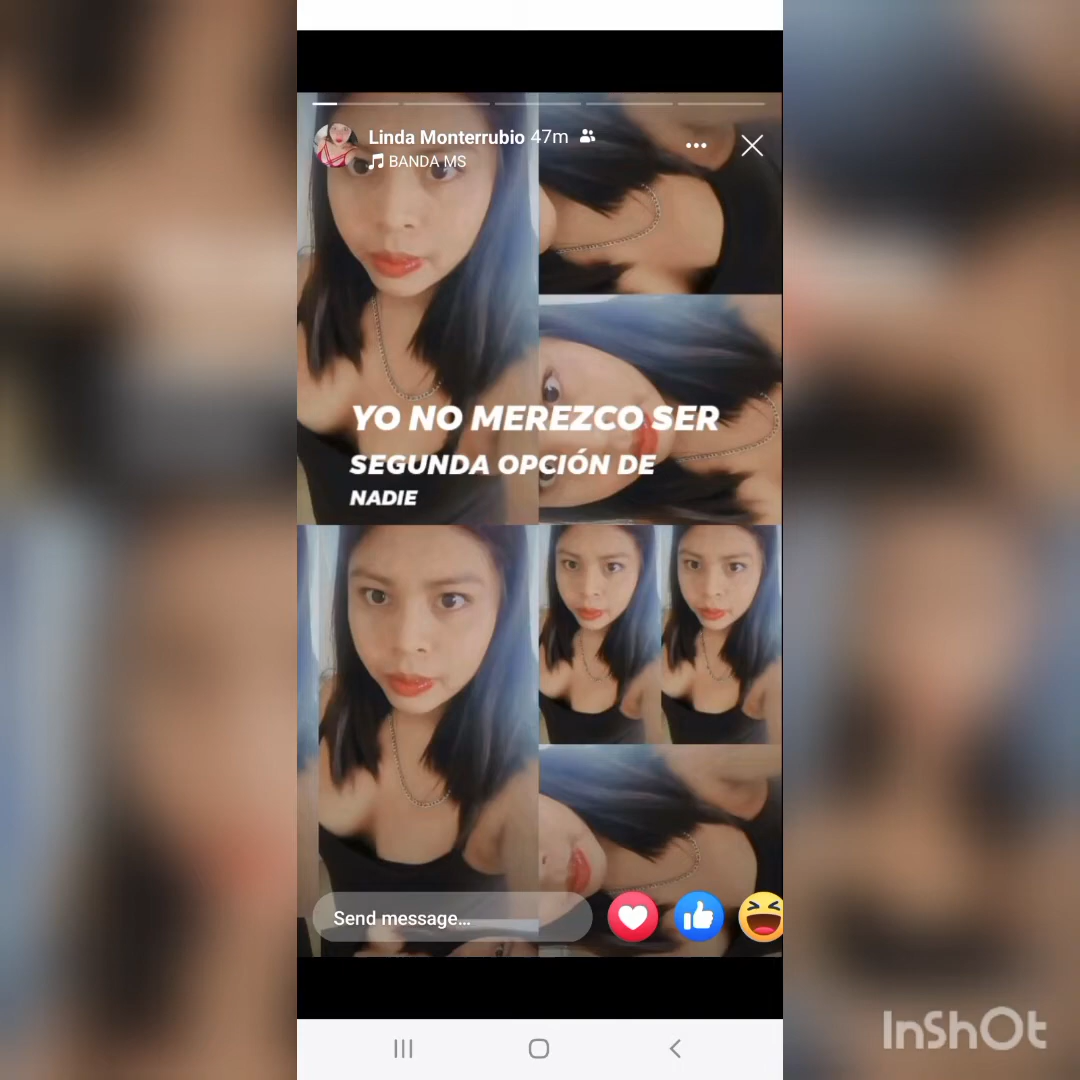 Linda Monterrubio 47m
BANDA MS
YO NO MEREZCO SER
SEGUNDA OPCIÓN DE
NADIE
Send message...
InShOt